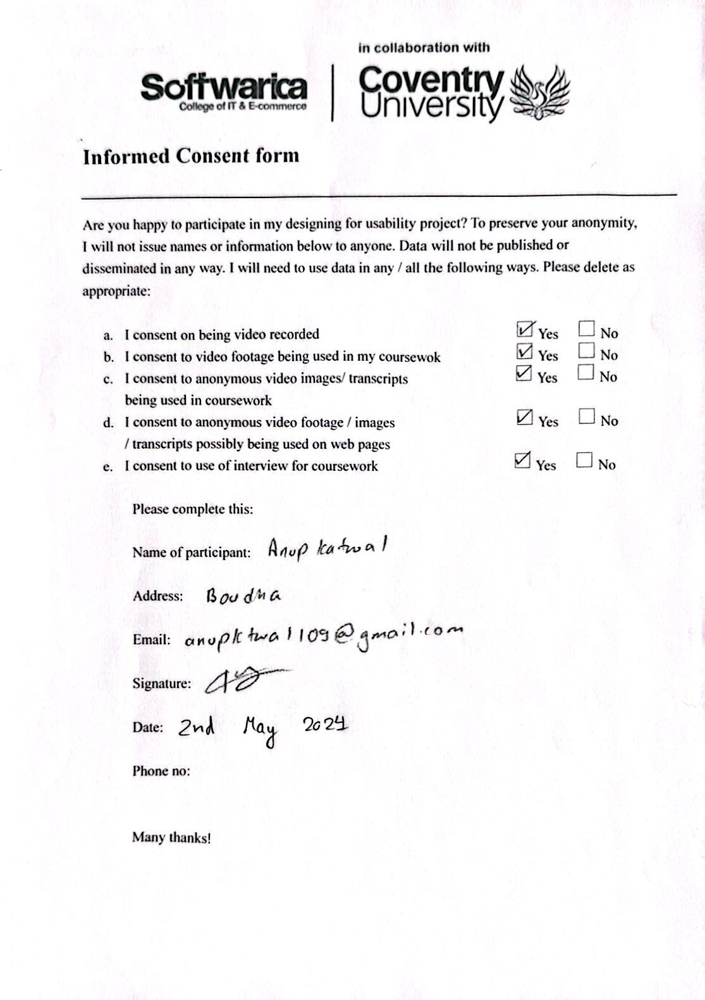 in collaboration with
Softwarica
College of IT & E-commerce
Coventry
University
Informed Consent form
Are you happy to participate in my designing for usability project? To preserve your anonymity,
I will not issue names or information below to anyone. Data will not be published or
disseminated in any way. I will need to use data in any / all the following ways. Please delete as
appropriate:
a. I consent on being video recorded ☑ Yes ☐ No
b. I consent to video footage being used in my coursewok ☑ Yes ☐ No
c. I consent to anonymous video images/ transcripts ☑ Yes ☐ No
being used in coursework
d. I consent to anonymous video footage / images ☑ Yes ☐ No
/ transcripts possibly being used on web pages
e. I consent to use of interview for coursework ☑ Yes ☐ No
Please complete this:
Name of participant: Anup Katwal
Address: Boudha
Email: anupktwal109@gmail.com
Signature:
Date: 2nd May 2024
Phone no:
Many thanks!